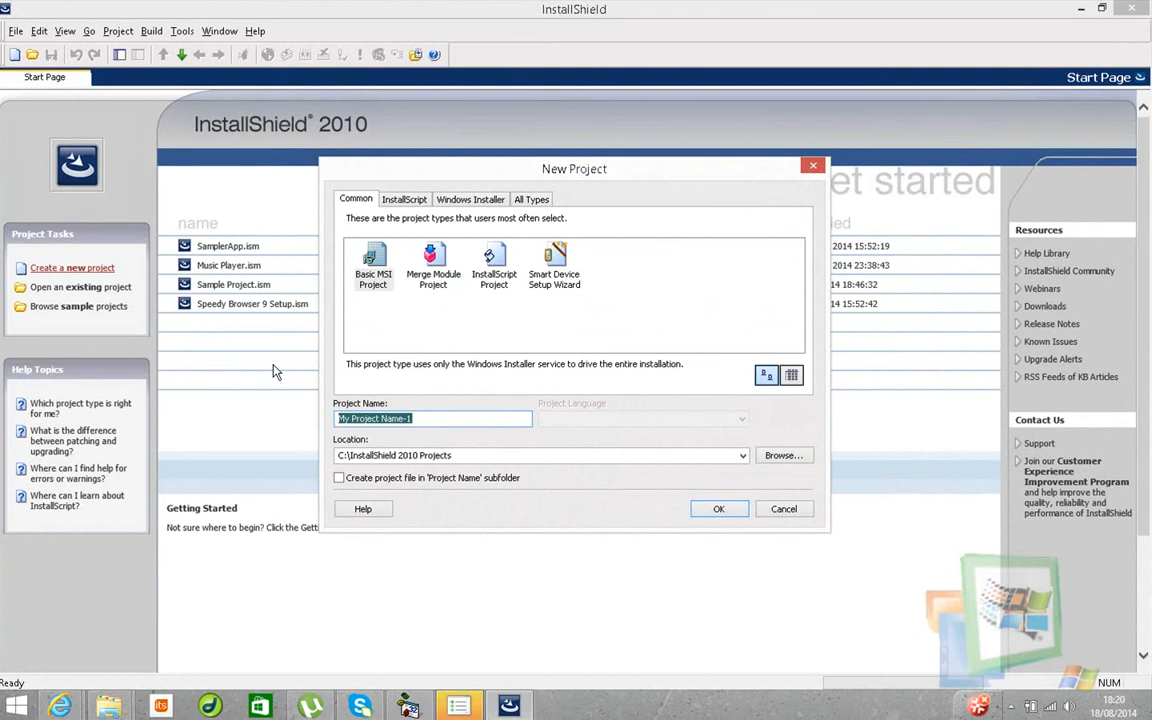 InstallShield
File Edit View Go Project Build Tools Window Help
Start Page
Start Page
InstallShield® 2010
get started
name
SamplerApp.ism
2014 15:52:19
Music Player.ism
2014 23:38:43
Sample Project.ism
2014 18:46:32
Speedy Browser 9 Setup.ism
2014 15:52:42
Project Tasks
Create a new project
Open an existing project
Browse sample projects
Help Topics
Which project type is right
for me?
What is the difference
between patching and
upgrading?
Where can I find help for
errors or warnings?
Where can I learn about
InstallShield?
Getting Started
Not sure where to begin? Click the Gett
New Project
Common InstallScript Windows Installer All Types
These are the project types that users most often select.
Basic MSI
Project
Merge Module
Project
InstallScript
Project
Smart Device
Setup Wizard
This project type uses only the Windows Installer service to drive the entire installation.
Project Name:
Project Language
My Project Name-1
Location:
C:\InstallShield 2010 Projects
Browse...
Create project file in 'Project Name' subfolder
Help
OK
Cancel
Resources
Help Library
InstallShield Community
Webinars
Downloads
Release Notes
Known Issues
Upgrade Alerts
RSS Feeds of KB Articles
Contact Us
Support
Join our Customer
Experience
Improvement Program
and help improve the
quality, reliability and
performance of InstallShield
Ready
NUM
its
18:20
18/08/2014